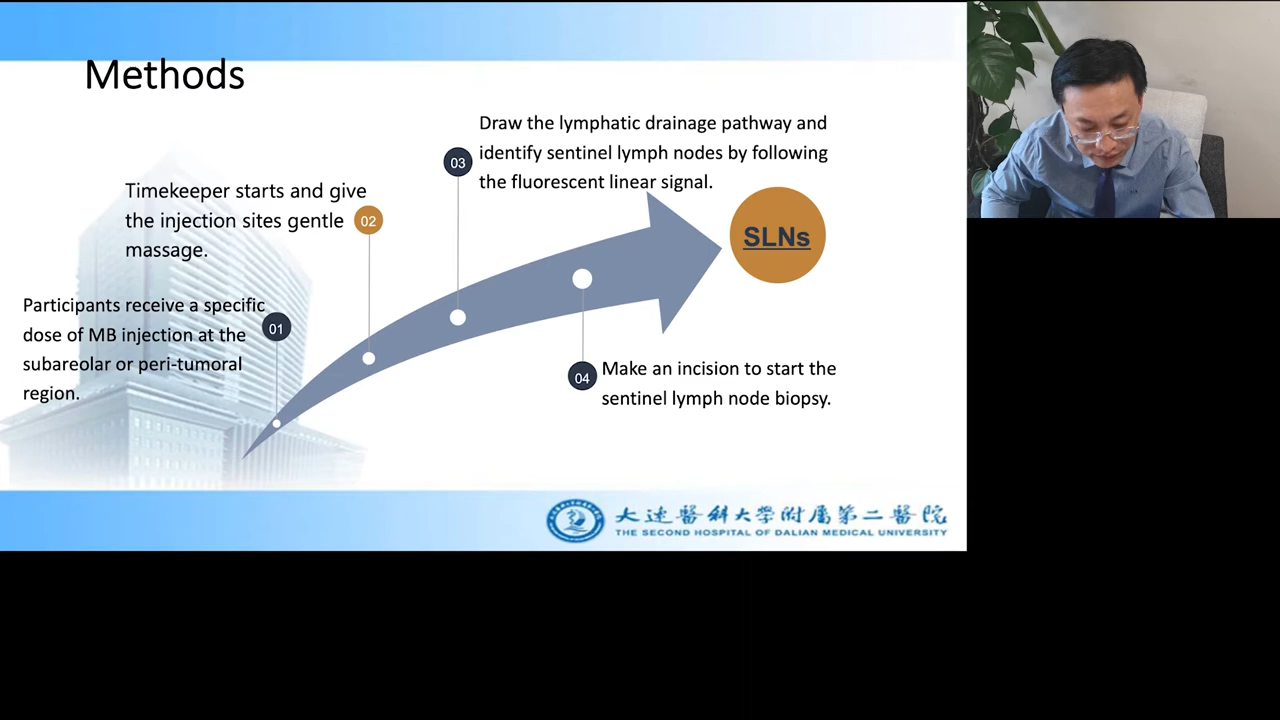 Methods
Participants receive a specific
dose of MB injection at the
subareolar or peri-tumoral
region.
01
Timekeeper starts and give
the injection sites gentle
massage.
02
03
Draw the lymphatic drainage pathway and
identify sentinel lymph nodes by following
the fluorescent linear signal.
04
Make an incision to start the
sentinel lymph node biopsy.
SLNs
大连醫科大学附属第二醫院
THE SECOND HOSPITAL OF DALIAN MEDICAL UNIVERSITY